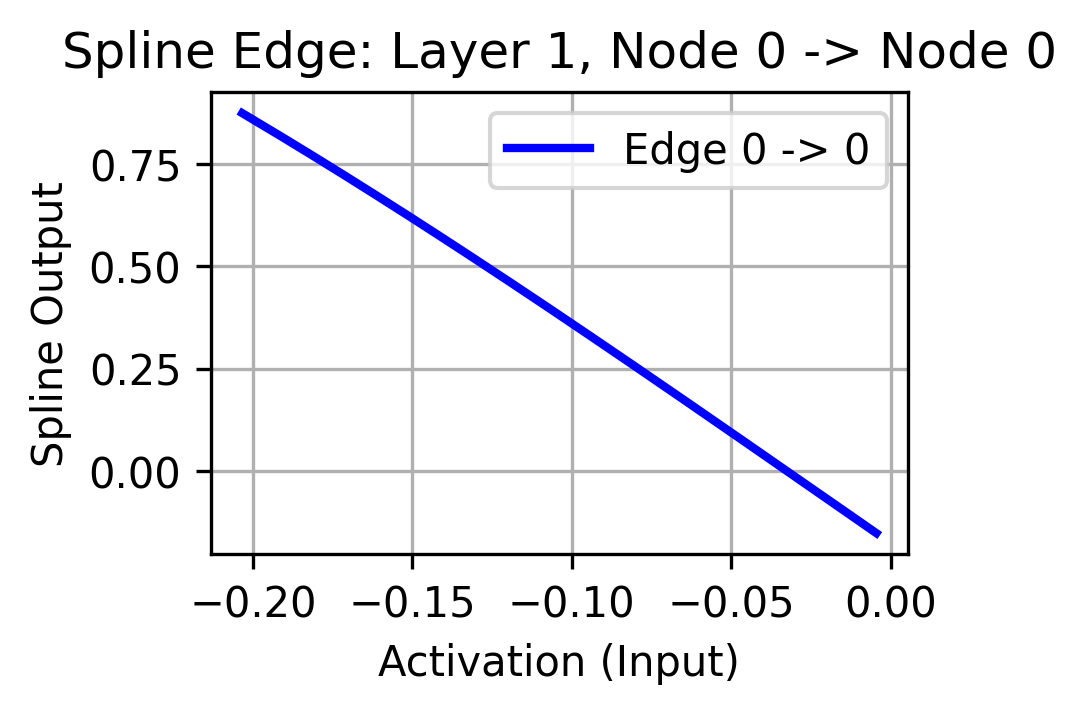 Spline Edge: Layer 1, Node 0 -> Node 0
Edge 0 -> 0
Spline Output
0.75
0.50
0.25
0.00
−0.20 −0.15 −0.10 −0.05 0.00
Activation (Input)